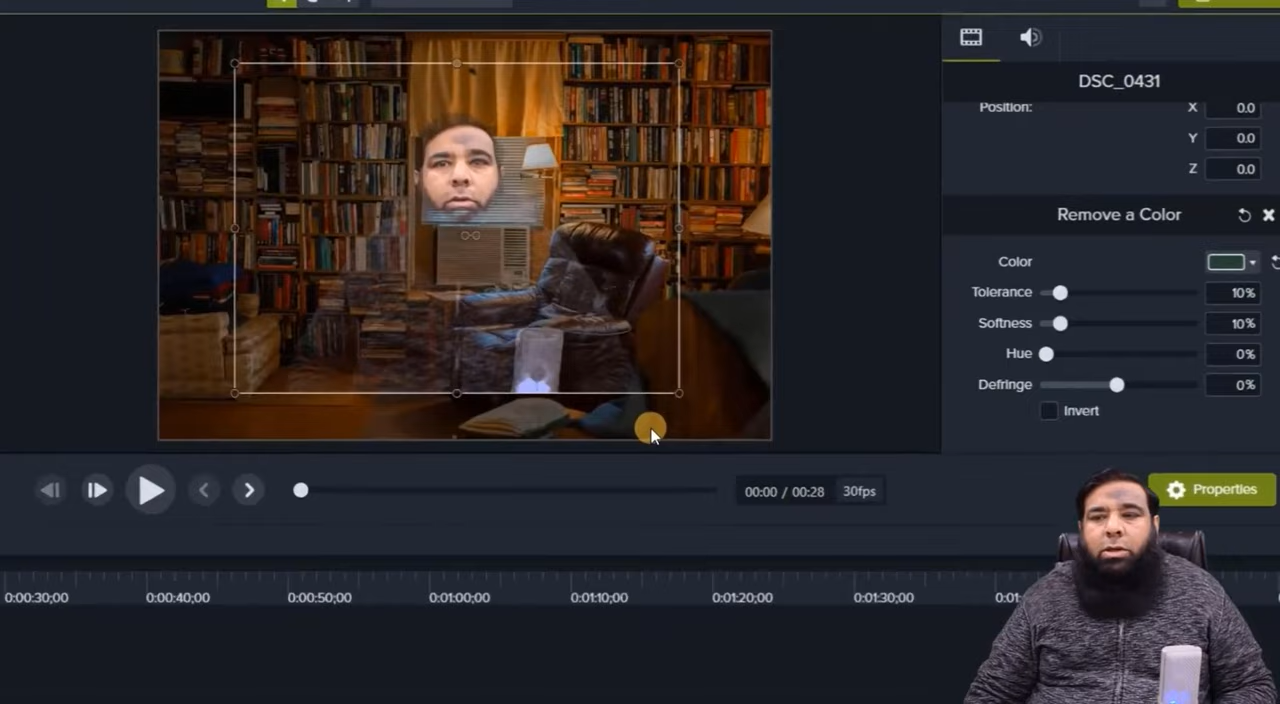 DSC_0431
Position:
X 0.0
Y 0.0
Z 0.0
Remove a Color
Color
Tolerance 10%
Softness 10%
Hue 0%
Defringe 0%
Invert
00:00 / 00:28 30fps
Properties
0:00:30;00 0:00:40;00 0:00:50;00 0:01:00;00 0:01:10;00 0:01:20;00 0:01:30;00 0:01: